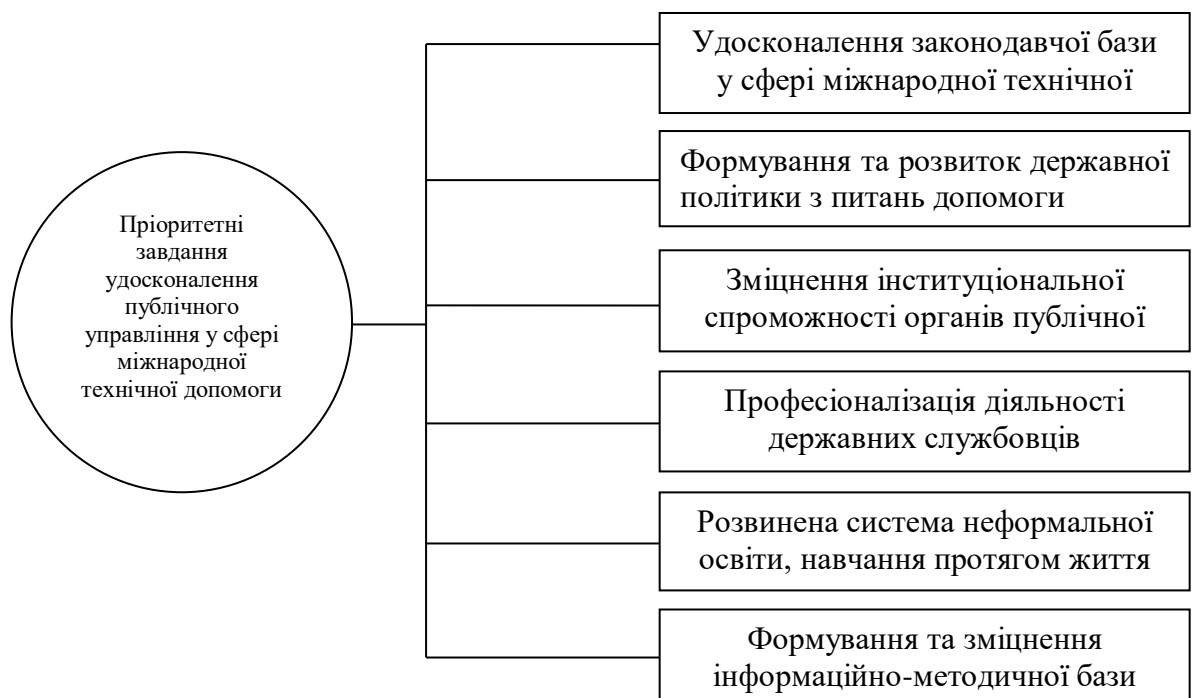 Пріоритетні
завдання
удосконалення
публічного
управління у сфері
міжнародної
технічної допомоги
Удосконалення законодавчої бази
у сфері міжнародної технічної
Формування та розвиток державної
політики з питань допомоги
Зміцнення інституціональної
спроможності органів публічної
Професіоналізація діяльності
державних службовців
Розвинена система неформальної
освіти, навчання протягом життя
Формування та зміцнення
інформаційно-методичної бази